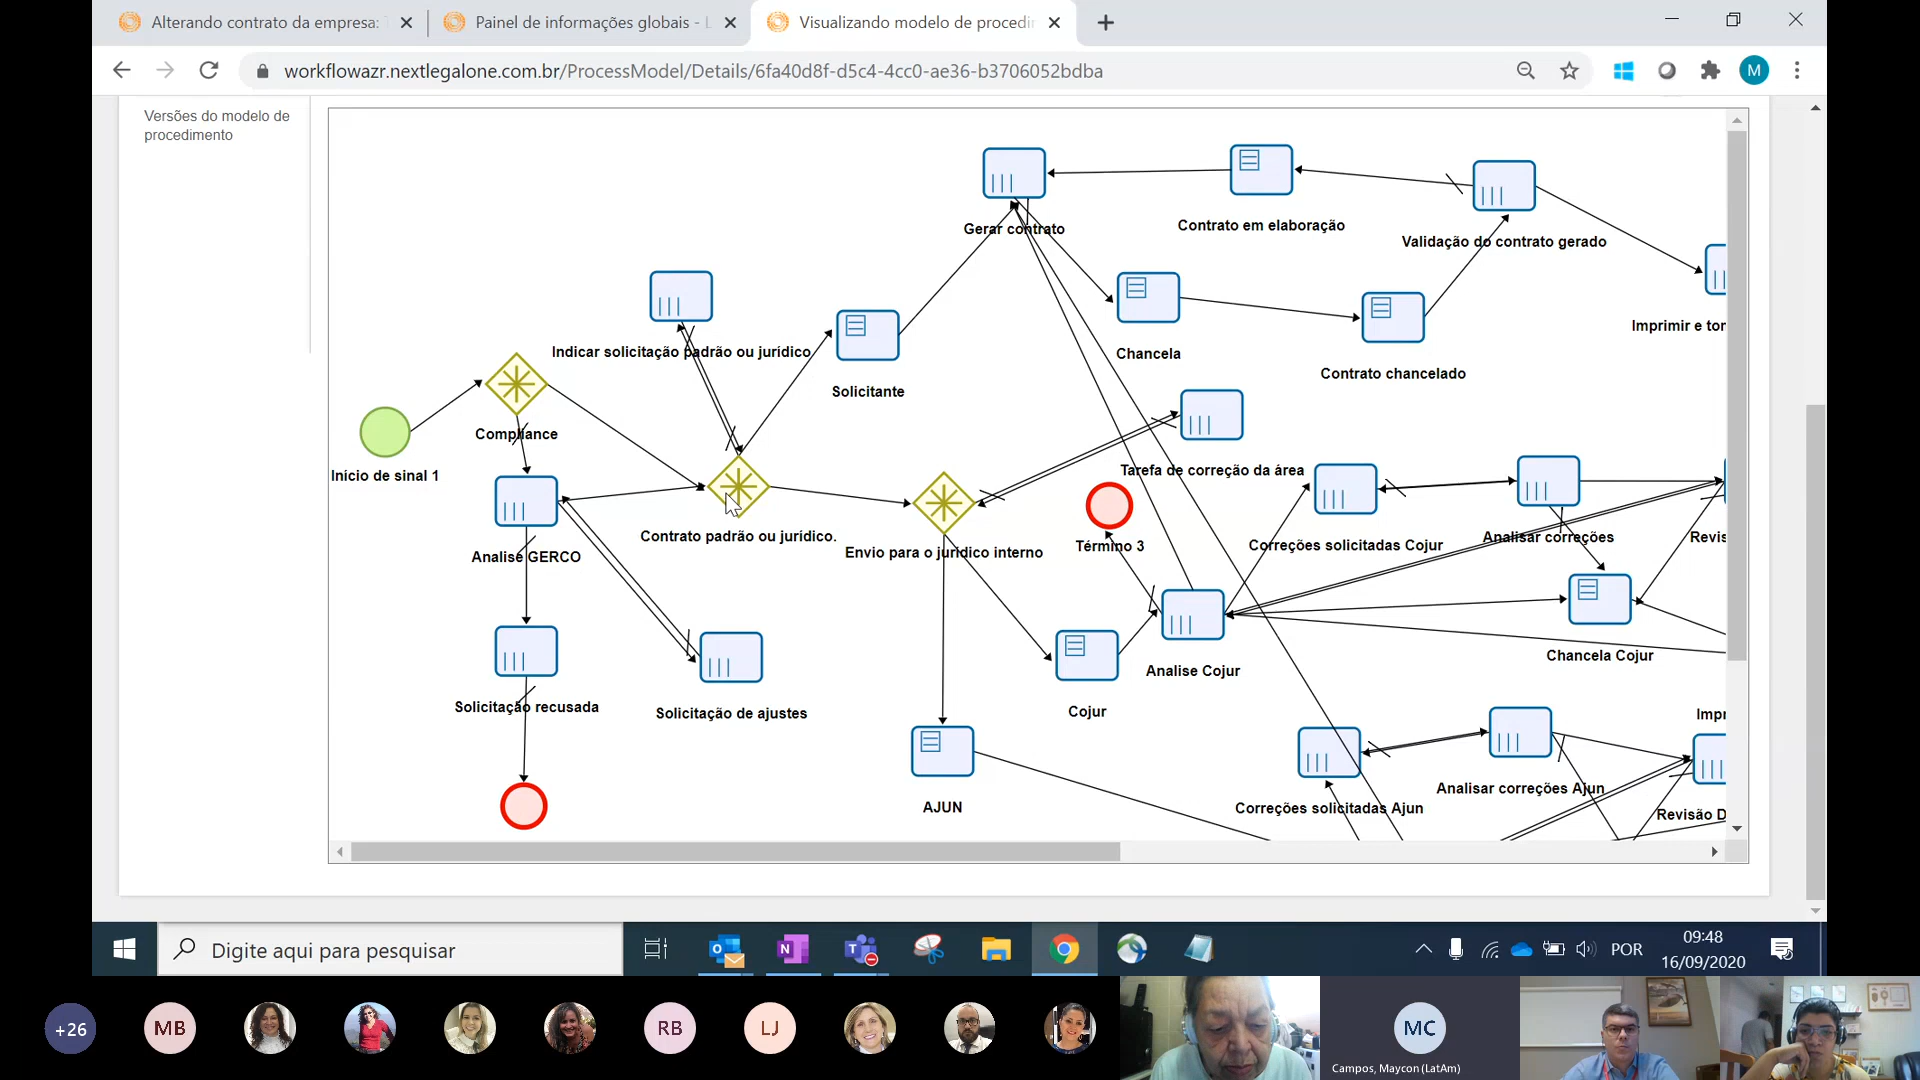 Alterando contrato da empresa:
Painel de informações globais - L
Visualizando modelo de procedi
workflowazr.nextlegalone.com.br/ProcessModel/Details/6fa40d8f-d5c4-4cc0-ae36-b3706052bdba
M
Versões do modelo de
procedimento
Gerar contrato
Contrato em elaboração
Validação do contrato gerado
Imprimir e tor
Chancela
Contrato chancelado
Indicar solicitação padrão ou jurídico
Solicitante
Compliance
Início de sinal 1
Tarefa de correção da área
Contrato padrão ou jurídico.
Envio para o jurídico interno
Término 3
Correções solicitadas Cojur
Analisar correções
Revis
Analise GERCO
Chancela Cojur
Analise Cojur
Solicitação recusada
Solicitação de ajustes
Cojur
Impr
AJUN
Correções solicitadas Ajun
Analisar correções Ajun
Revisão D
Digite aqui para pesquisar
POR
09:48
16/09/2020
+26
MB
RB
LJ
MC
Campos, Maycon (LatAm)